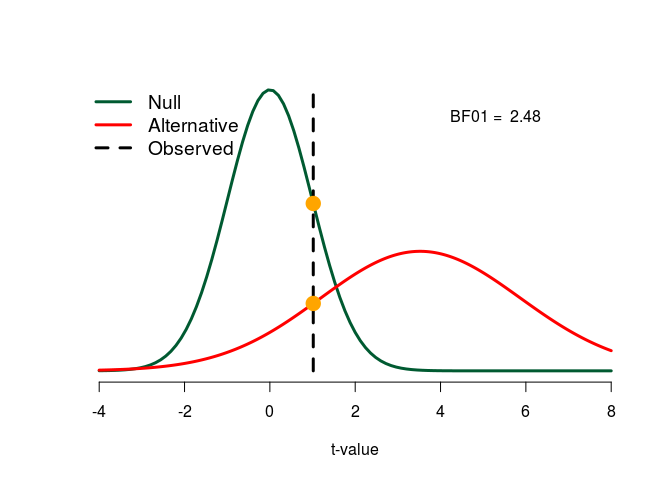 Null
Alternative
Observed
BF01 = 2.48
-4 -2 0 2 4 6 8
t-value